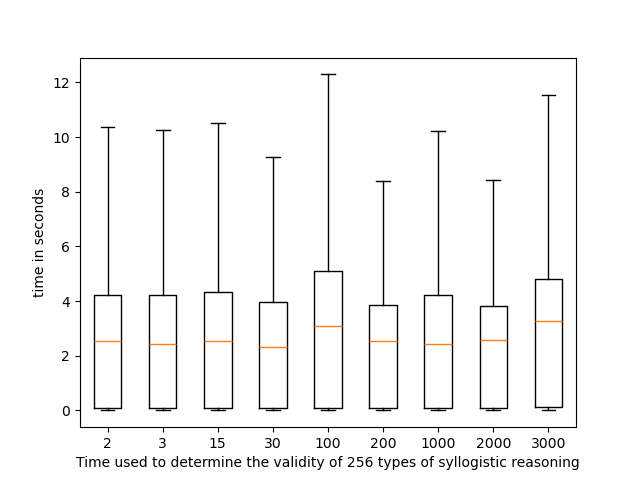 12
10
8
6
4
2
0
time in seconds
2 3 15 30 100 200 1000 2000 3000
Time used to determine the validity of 256 types of syllogistic reasoning